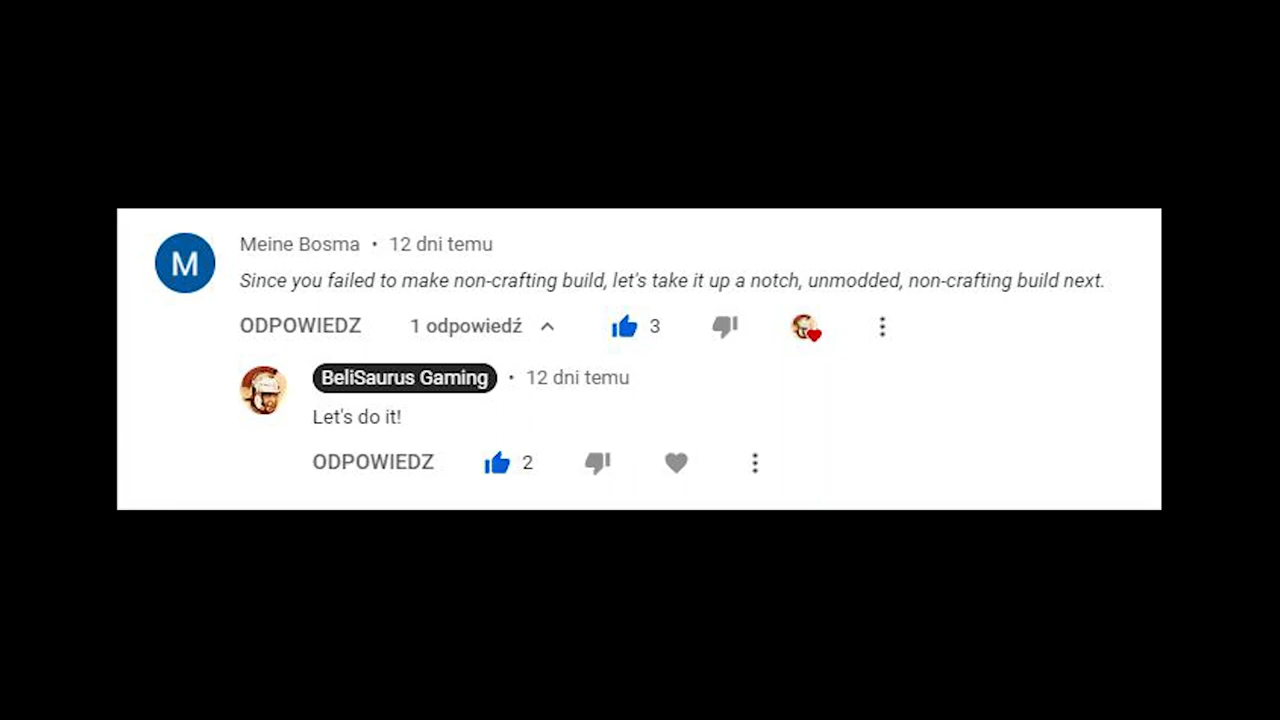 M
Meine Bosma • 12 dni temu
Since you failed to make non-crafting build, let's take it up a notch, unmodded, non-crafting build next.
ODPOWIEDZ 1 odpowiedź 3
BeliSaurus Gaming • 12 dni temu
Let's do it!
ODPOWIEDZ 2